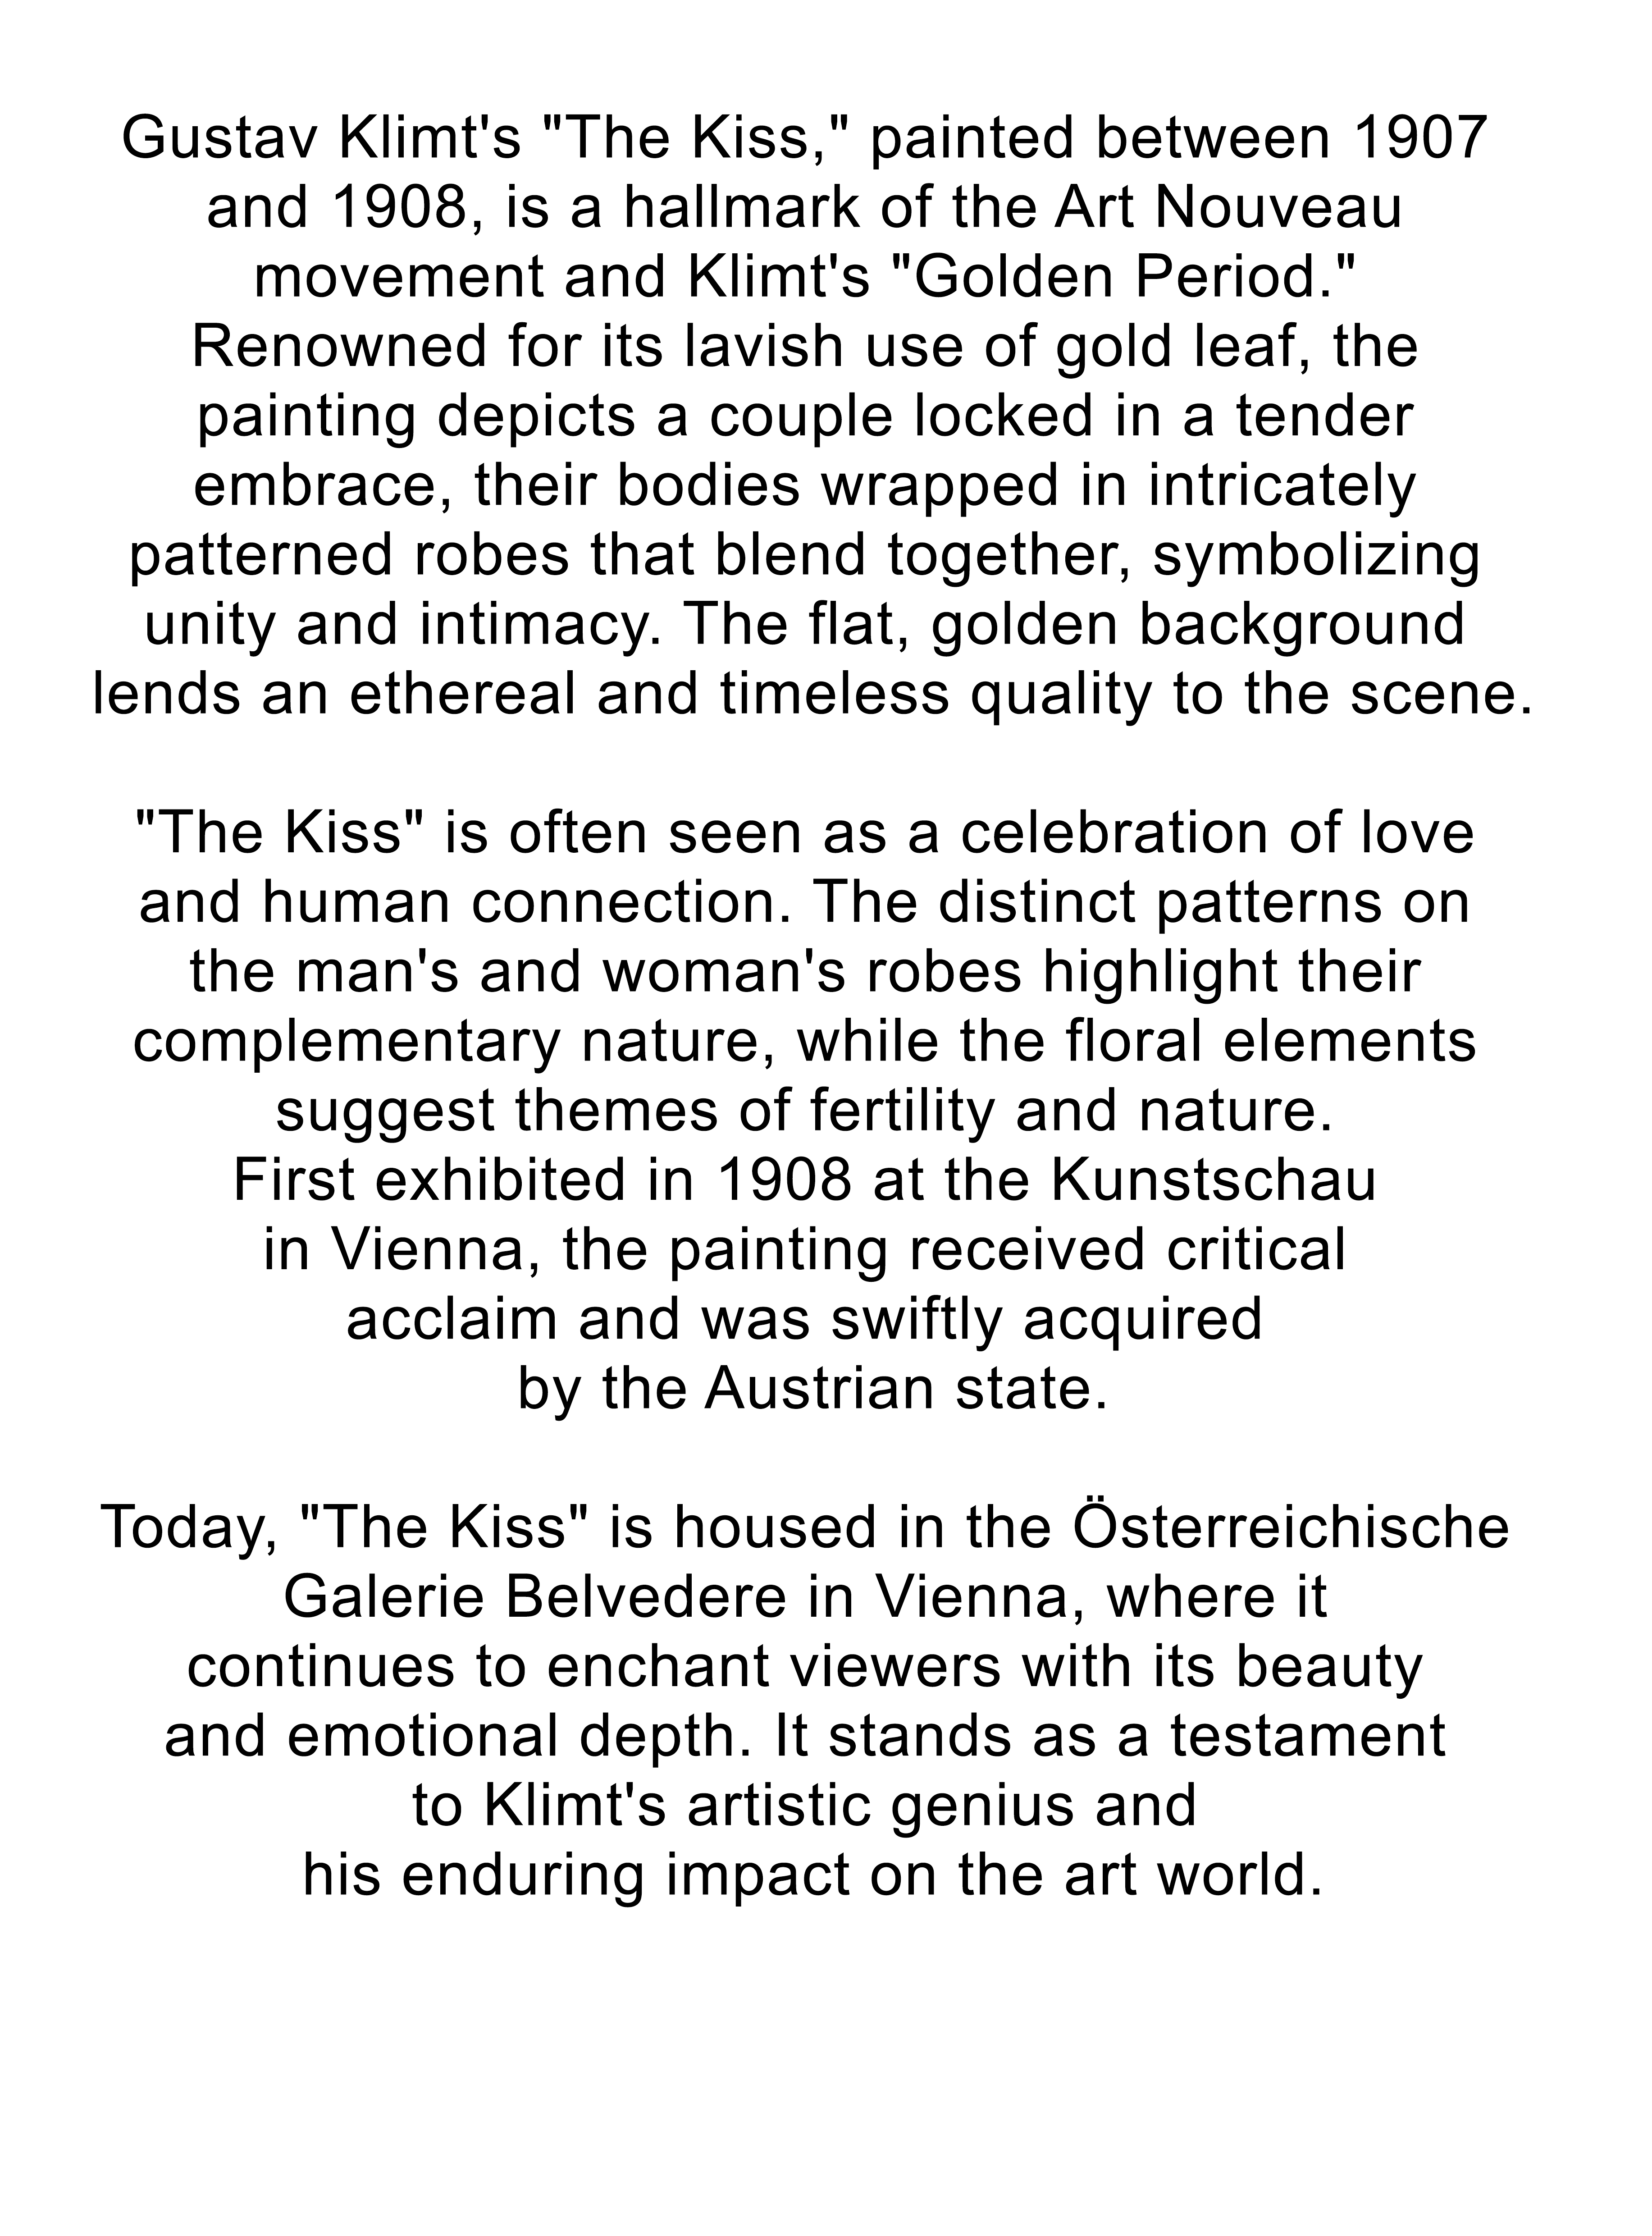 Gustav Klimt's "The Kiss," painted between 1907
and 1908, is a hallmark of the Art Nouveau
movement and Klimt's "Golden Period."
Renowned for its lavish use of gold leaf, the
painting depicts a couple locked in a tender
embrace, their bodies wrapped in intricately
patterned robes that blend together, symbolizing
unity and intimacy. The flat, golden background
lends an ethereal and timeless quality to the scene.
"The Kiss" is often seen as a celebration of love
and human connection. The distinct patterns on
the man's and woman's robes highlight their
complementary nature, while the floral elements
suggest themes of fertility and nature.
First exhibited in 1908 at the Kunstschau
in Vienna, the painting received critical
acclaim and was swiftly acquired
by the Austrian state.
Today, "The Kiss" is housed in the Österreichische
Galerie Belvedere in Vienna, where it
continues to enchant viewers with its beauty
and emotional depth. It stands as a testament
to Klimt's artistic genius and
his enduring impact on the art world.